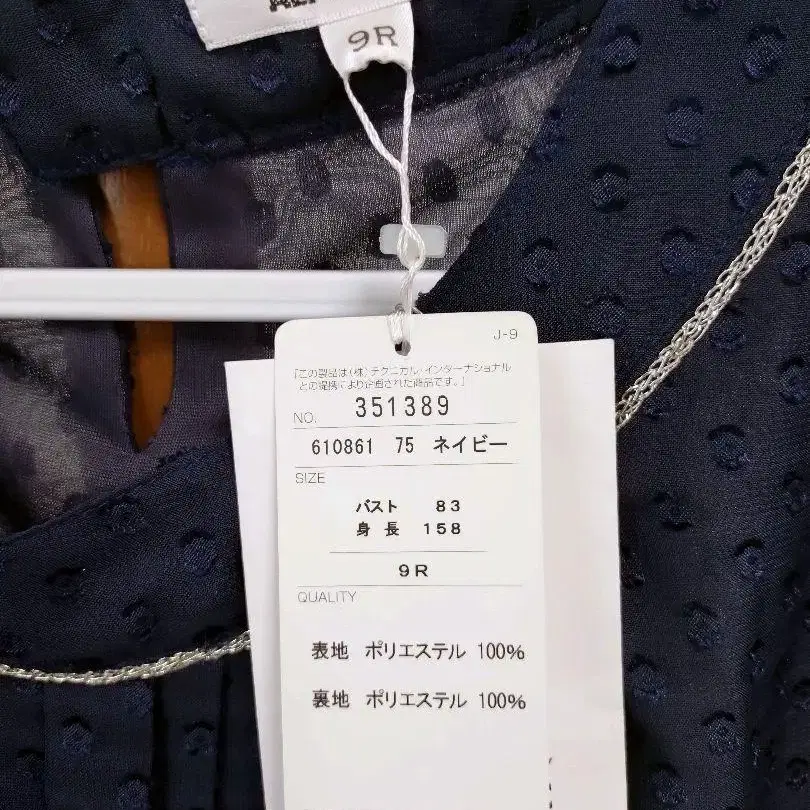 9R
J-9
「この製品は(株)テクニカル・インターナショナル
との提携により企画された商品です。」
NO. 351389
610861 75 ネイビー
SIZE
バスト 83
身長 158
9R
QUALITY
表地 ポリエステル 100%
裏地 ポリエステル 100%